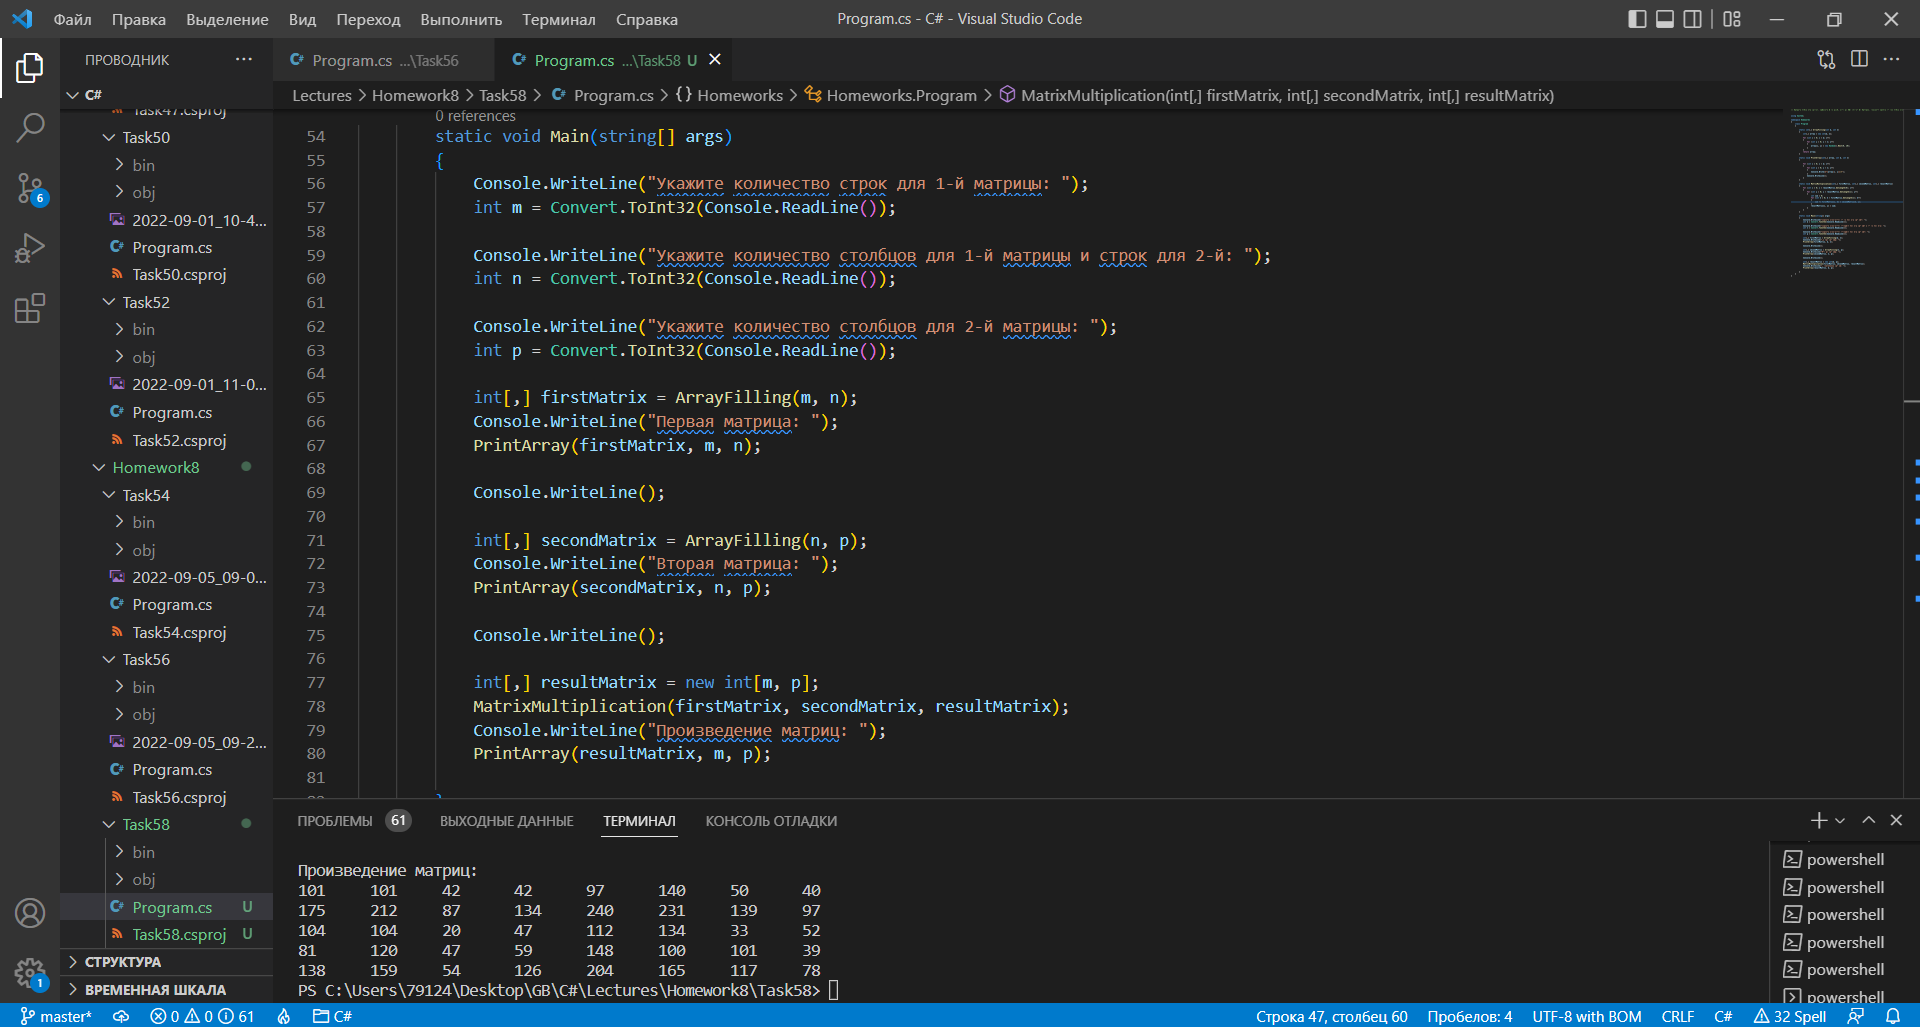 Файл Правка Выделение Вид Переход Выполнить Терминал Справка Program.cs - C# - Visual Studio Code
ПРОВОДНИК ···
C#
Task47.csproj
Task50
bin
obj
2022-09-01_10-4...
Program.cs
Task50.csproj
Task52
bin
obj
2022-09-01_11-0...
Program.cs
Task52.csproj
Homework8
Task54
bin
obj
2022-09-05_09-0...
Program.cs
Task54.csproj
Task56
bin
obj
2022-09-05_09-2...
Program.cs
Task56.csproj
Task58
bin
obj
Program.cs U
Task58.csproj U
СТРУКТУРА
ВРЕМЕННАЯ ШКАЛА
6
1
Program.cs ...\Task56 Program.cs ...\Task58 U
Lectures > Homework8 > Task58 > Program.cs > {} Homeworks > Homeworks.Program > MatrixMultiplication(int[,] firstMatrix, int[,] secondMatrix, int[,] resultMatrix)
0 references
54 static void Main(string[] args)
55 {
56 Console.WriteLine("Укажите количество строк для 1-й матрицы: ");
57 int m = Convert.ToInt32(Console.ReadLine());
58
59 Console.WriteLine("Укажите количество столбцов для 1-й матрицы и строк для 2-й: ");
60 int n = Convert.ToInt32(Console.ReadLine());
61
62 Console.WriteLine("Укажите количество столбцов для 2-й матрицы: ");
63 int p = Convert.ToInt32(Console.ReadLine());
64
65 int[,] firstMatrix = ArrayFilling(m, n);
66 Console.WriteLine("Первая матрица: ");
67 PrintArray(firstMatrix, m, n);
68
69 Console.WriteLine();
70
71 int[,] secondMatrix = ArrayFilling(n, p);
72 Console.WriteLine("Вторая матрица: ");
73 PrintArray(secondMatrix, n, p);
74
75 Console.WriteLine();
76
77 int[,] resultMatrix = new int[m, p];
78 MatrixMultiplication(firstMatrix, secondMatrix, resultMatrix);
79 Console.WriteLine("Произведение матриц: ");
80 PrintArray(resultMatrix, m, p);
81
ПРОБЛЕМЫ 61 ВЫХОДНЫЕ ДАННЫЕ ТЕРМИНАЛ КОНСОЛЬ ОТЛАДКИ
Произведение матриц:
101 101 42 42 97 140 50 40
175 212 87 134 240 231 139 97
104 104 20 47 112 134 33 52
81 120 47 59 148 100 101 39
138 159 54 126 204 165 117 78
PS C:\Users\79124\Desktop\GB\C#\Lectures\Homework8\Task58>
powershell
powershell
powershell
powershell
powershell
powershell
master* 0 0 61 C# Строка 47, столбец 60 Пробелов: 4 UTF-8 with BOM CRLF C# 32 Spell